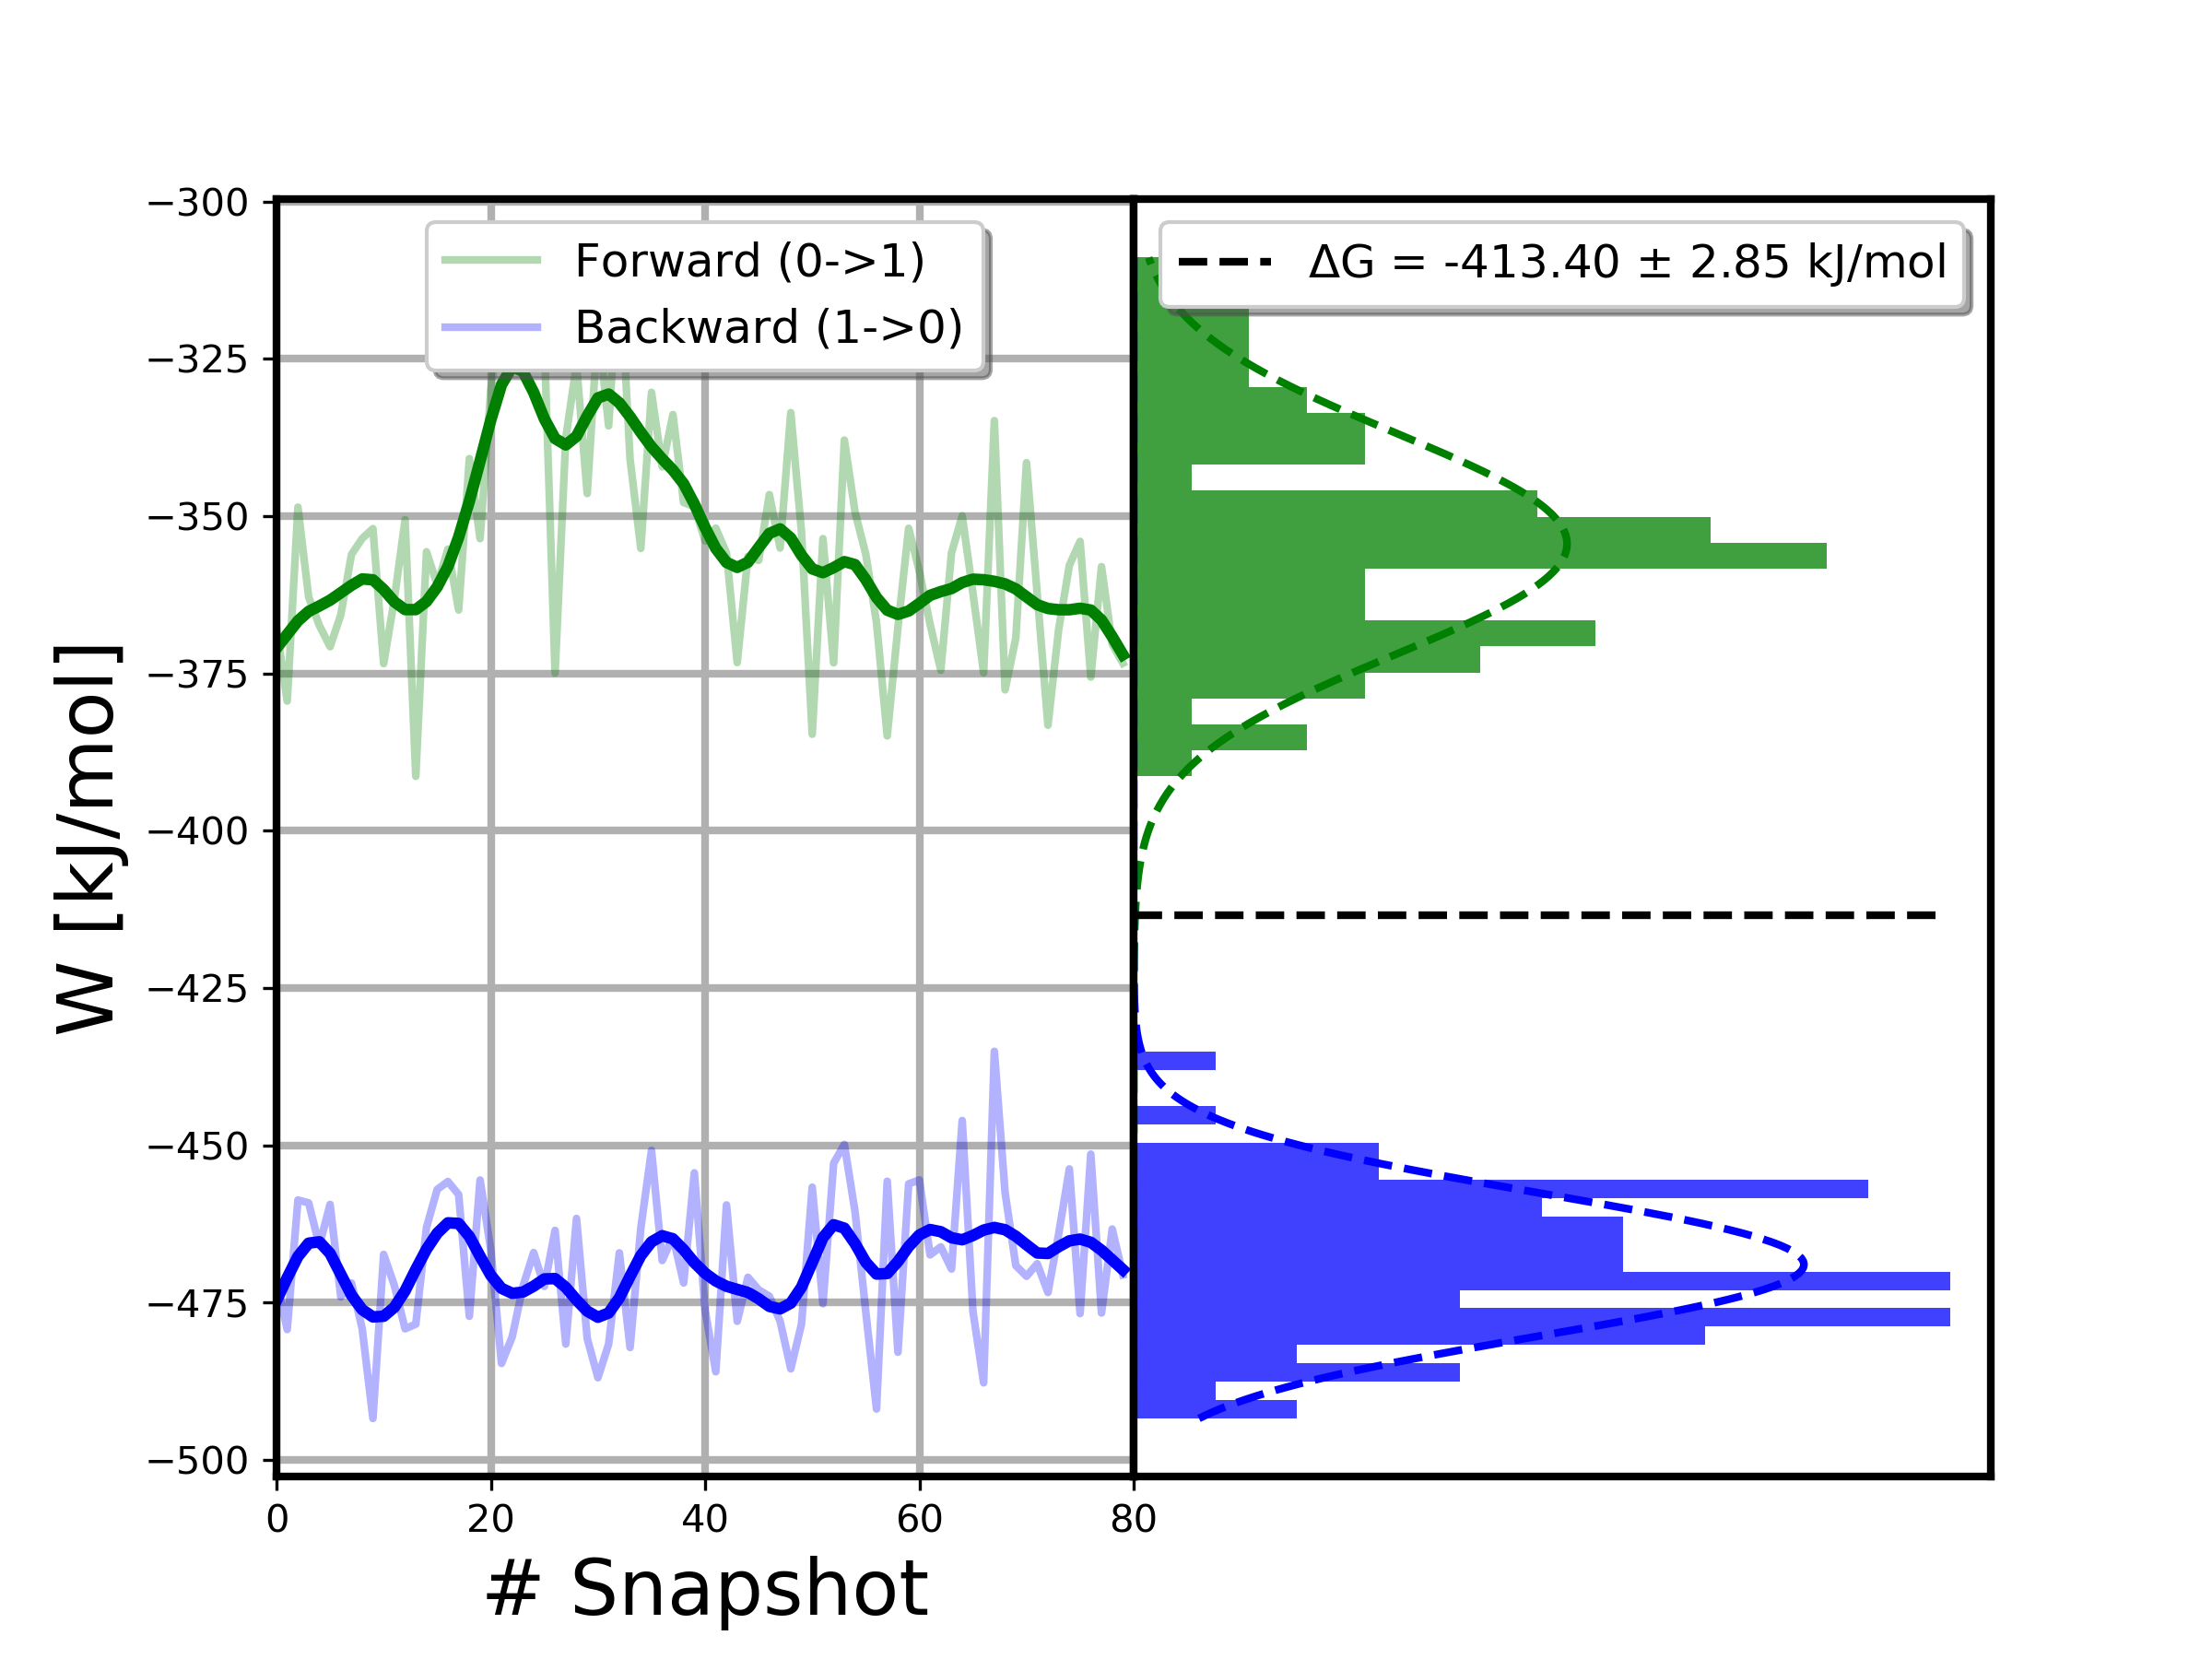 W [kJ/mol]
−300
−325
−350
−375
−400
−425
−450
−475
−500
Forward (0->1)
Backward (1->0)
ΔG = -413.40 ± 2.85 kJ/mol
0 20 40 60 80
# Snapshot